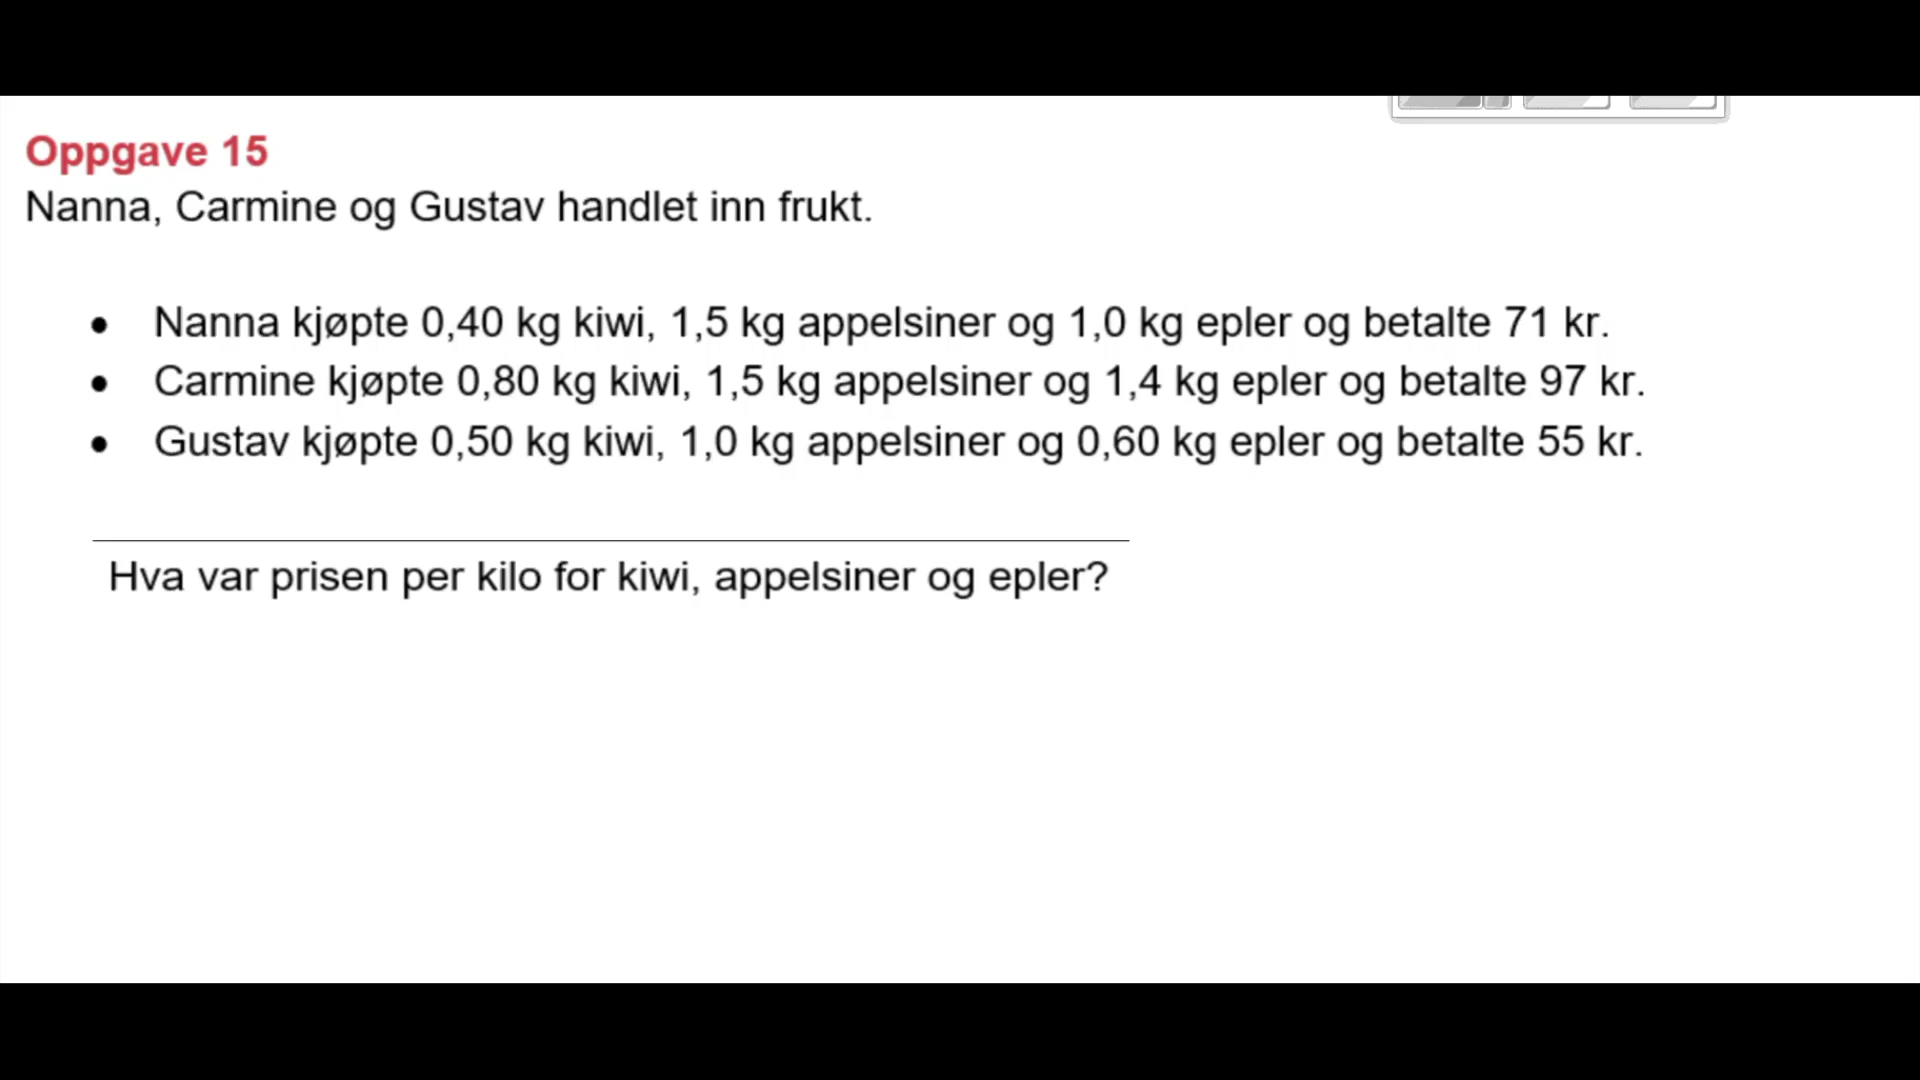 Oppgave 15
Nanna, Carmine og Gustav handlet inn frukt.
• Nanna kjøpte 0,40 kg kiwi, 1,5 kg appelsiner og 1,0 kg epler og betalte 71 kr.
• Carmine kjøpte 0,80 kg kiwi, 1,5 kg appelsiner og 1,4 kg epler og betalte 97 kr.
• Gustav kjøpte 0,50 kg kiwi, 1,0 kg appelsiner og 0,60 kg epler og betalte 55 kr.
Hva var prisen per kilo for kiwi, appelsiner og epler?